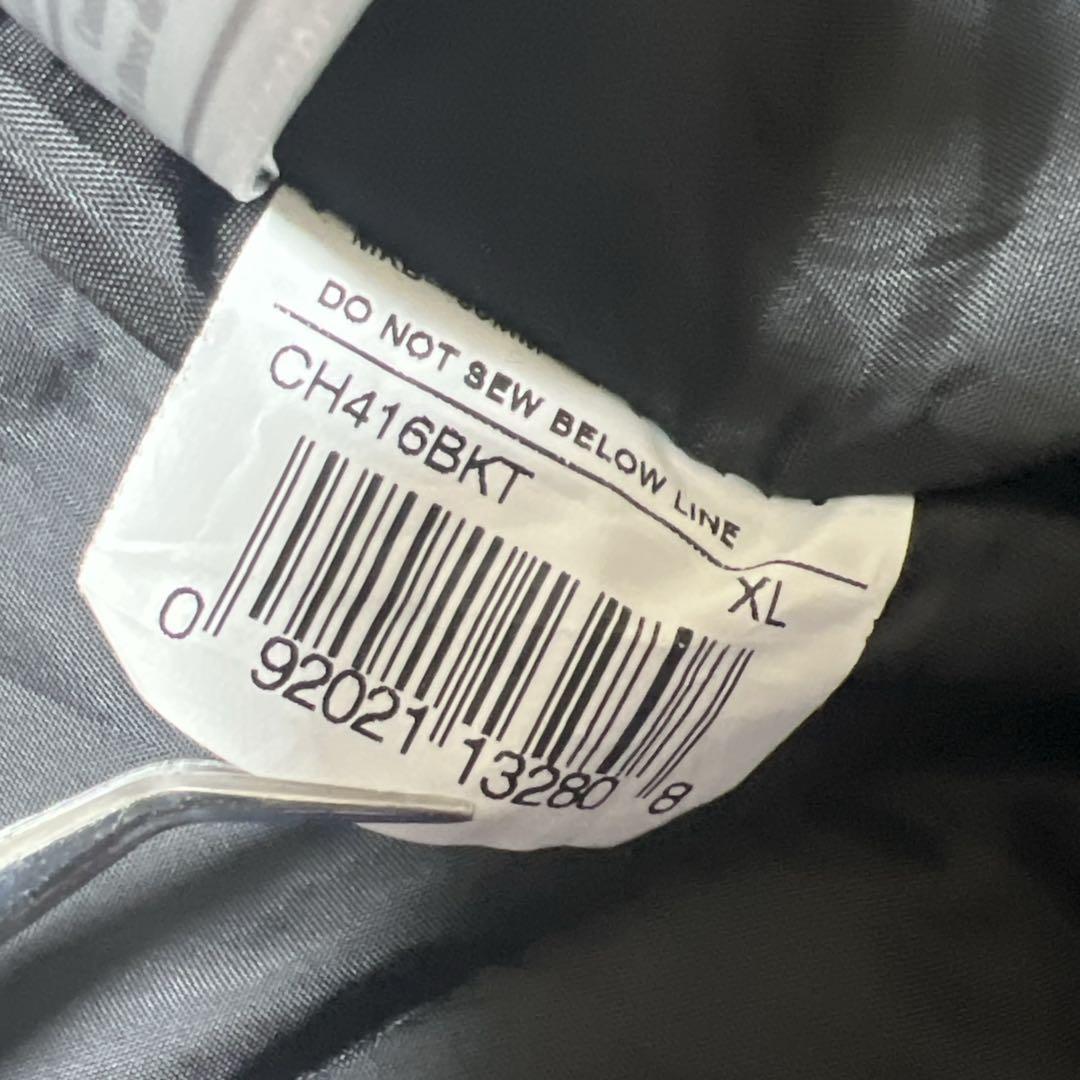 DO NOT SEW BELOW LINE
CH416BKT
XL
0 92021 13280 8